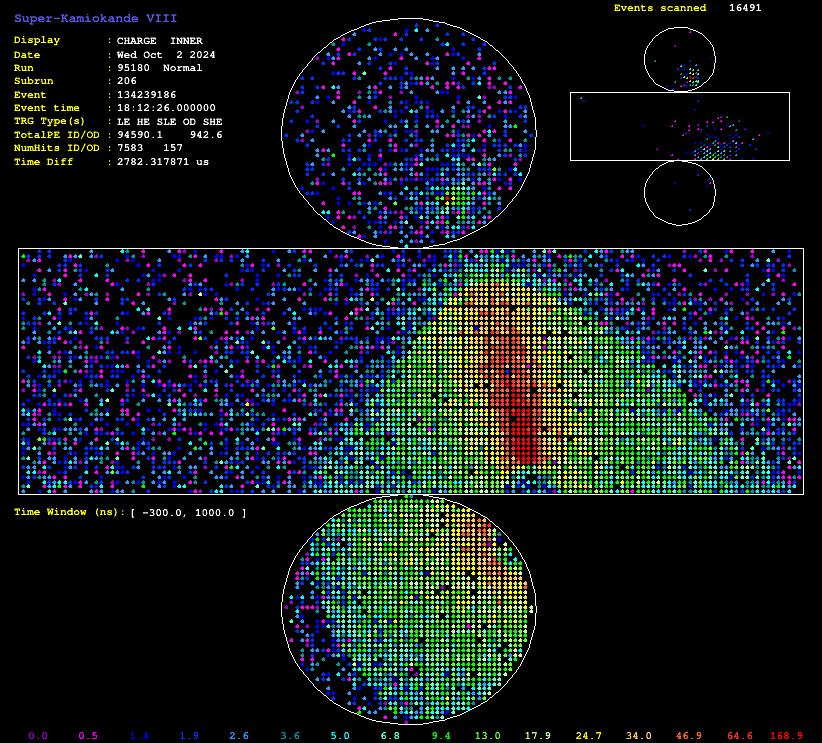 Super-Kamiokande VIII
Events scanned 16491
Display : CHARGE INNER
Date : Wed Oct 2 2024
Run : 95180 Normal
Subrun : 206
Event : 134239186
Event time : 18:12:26.000000
TRG Type(s) : LE HE SLE OD SHE
TotalPE ID/OD : 94590.1 942.6
NumHits ID/OD : 7583 157
Time Diff : 2782.317871 us
Time Window (ns): [ -300.0, 1000.0 ]
0.0 0.5 1.4 1.9 2.6 3.6 5.0 6.8 9.4 13.0 17.9 24.7 34.0 46.9 64.6 168.9